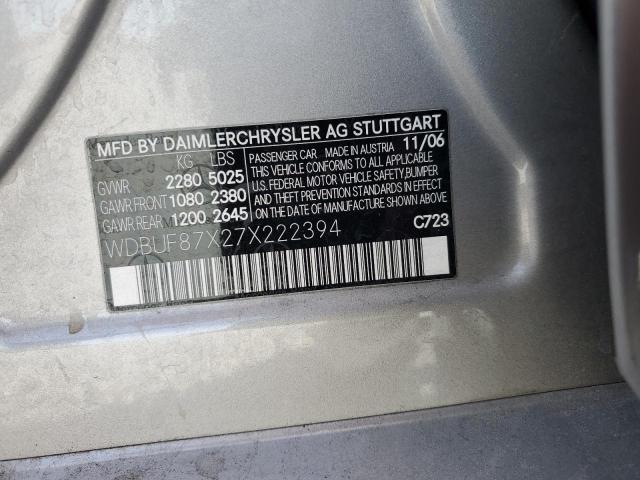 MFD BY DAIMLERCHRYSLER AG STUTTGART
KG LBS
GVWR 2280 5025
GAWR FRONT 1080 2380
GAWR REAR 1200 2645
PASSENGER CAR MADE IN AUSTRIA 11/06
THIS VEHICLE CONFORMS TO ALL APPLICABLE
U.S. FEDERAL MOTOR VEHICLE SAFETY, BUMPER
AND THEFT PREVENTION STANDARDS IN EFFECT
ON THE DATE OF MANUFACTURE SHOWN ABOVE.
WDBUF87X27X222394 C723